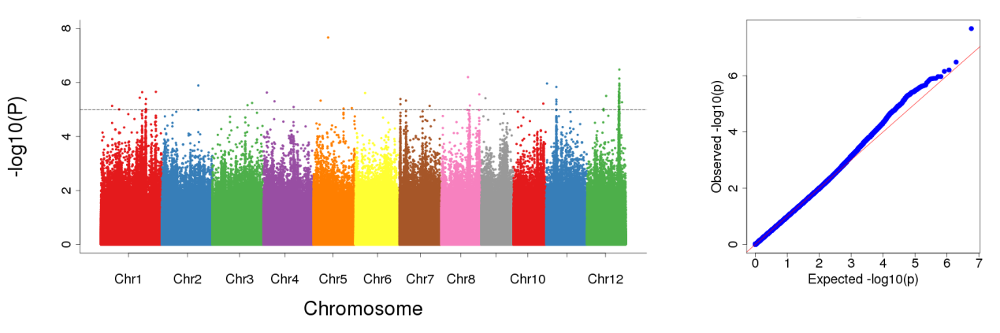 -log10(P)
8
6
4
2
0
Chr1 Chr2 Chr3 Chr4 Chr5 Chr6 Chr7 Chr8 Chr10 Chr12
Chromosome
Observed -log10(p)
6
4
2
0
0 1 2 3 4 5 6 7
Expected -log10(p)